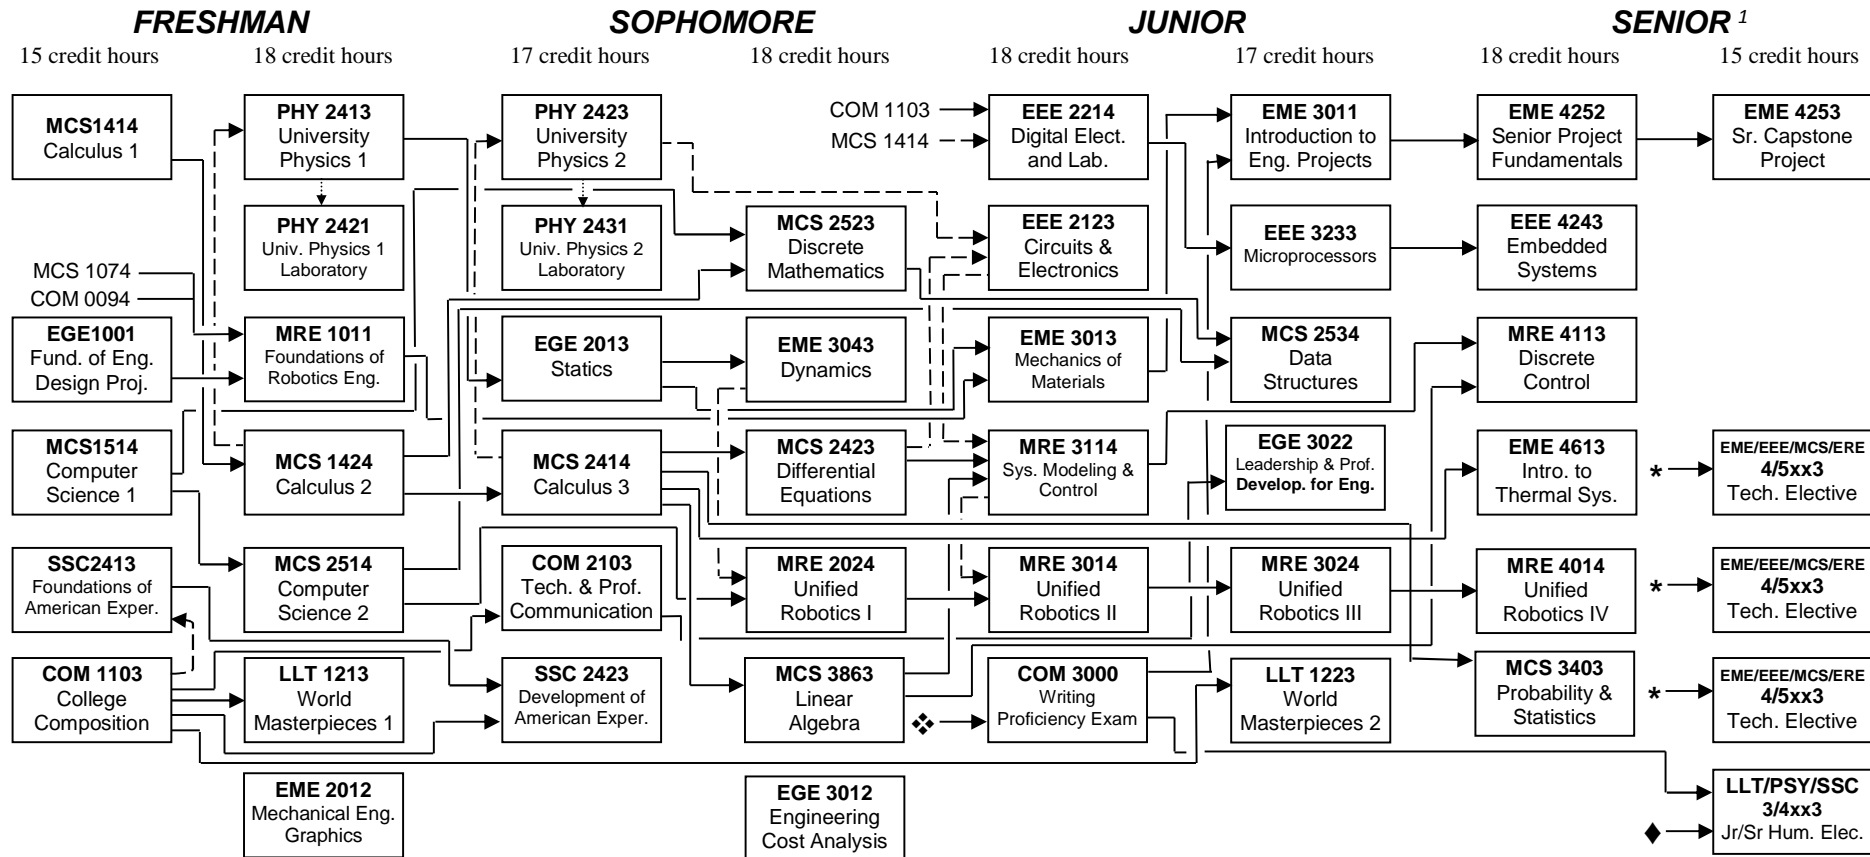 FRESHMAN SOPHOMORE JUNIOR SENIOR 1
15 credit hours 18 credit hours 17 credit hours 18 credit hours 18 credit hours 17 credit hours 18 credit hours 15 credit hours
MCS1414
Calculus 1
PHY 2413
University
Physics 1
PHY 2423
University
Physics 2
COM 1103
MCS 1414
EEE 2214
Digital Elect.
and Lab.
EME 3011
Introduction to
Eng. Projects
EME 4252
Senior Project
Fundamentals
EME 4253
Sr. Capstone
Project
PHY 2421
Univ. Physics 1
Laboratory
PHY 2431
Univ. Physics 2
Laboratory
MCS 2523
Discrete
Mathematics
EEE 2123
Circuits &
Electronics
EEE 3233
Microprocessors
EEE 4243
Embedded
Systems
MCS 1074
COM 0094
EGE1001
Fund. of Eng.
Design Proj.
MRE 1011
Foundations of
Robotics Eng.
EGE 2013
Statics
EME 3043
Dynamics
EME 3013
Mechanics of
Materials
MCS 2534
Data
Structures
MRE 4113
Discrete
Control
MCS1514
Computer
Science 1
MCS 1424
Calculus 2
MCS 2414
Calculus 3
MCS 2423
Differential
Equations
MRE 3114
Sys. Modeling &
Control
EGE 3022
Leadership & Prof.
Develop. for Eng.
EME 4613
Intro. to
Thermal Sys.
*
EME/EEE/MCS/ERE
4/5xx3
Tech. Elective
SSC2413
Foundations of
American Exper.
MCS 2514
Computer
Science 2
COM 2103
Tech. & Prof.
Communication
MRE 2024
Unified
Robotics I
MRE 3014
Unified
Robotics II
MRE 3024
Unified
Robotics III
MRE 4014
Unified
Robotics IV
*
EME/EEE/MCS/ERE
4/5xx3
Tech. Elective
COM 1103
College
Composition
LLT 1213
World
Masterpieces 1
SSC 2423
Development of
American Exper.
MCS 3863
Linear
Algebra
❖
COM 3000
Writing
Proficiency Exam
LLT 1223
World
Masterpieces 2
MCS 3403
Probability &
Statistics
*
EME/EEE/MCS/ERE
4/5xx3
Tech. Elective
EME 2012
Mechanical Eng.
Graphics
EGE 3012
Engineering
Cost Analysis
♦
LLT/PSY/SSC
3/4xx3
Jr/Sr Hum. Elec.